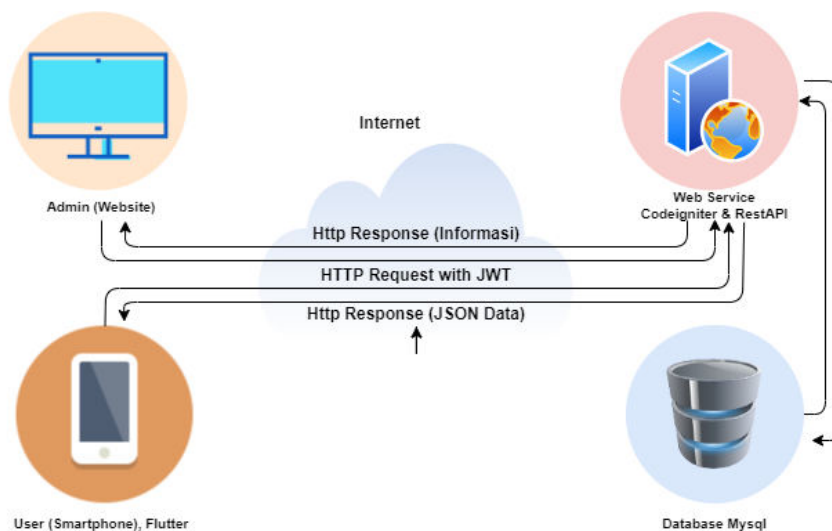 Internet
Admin (Website)
Web Service
Codeigniter & RestAPI
Http Response (Informasi)
HTTP Request with JWT
Http Response (JSON Data)
User (Smartphone), Flutter
Database Mysql